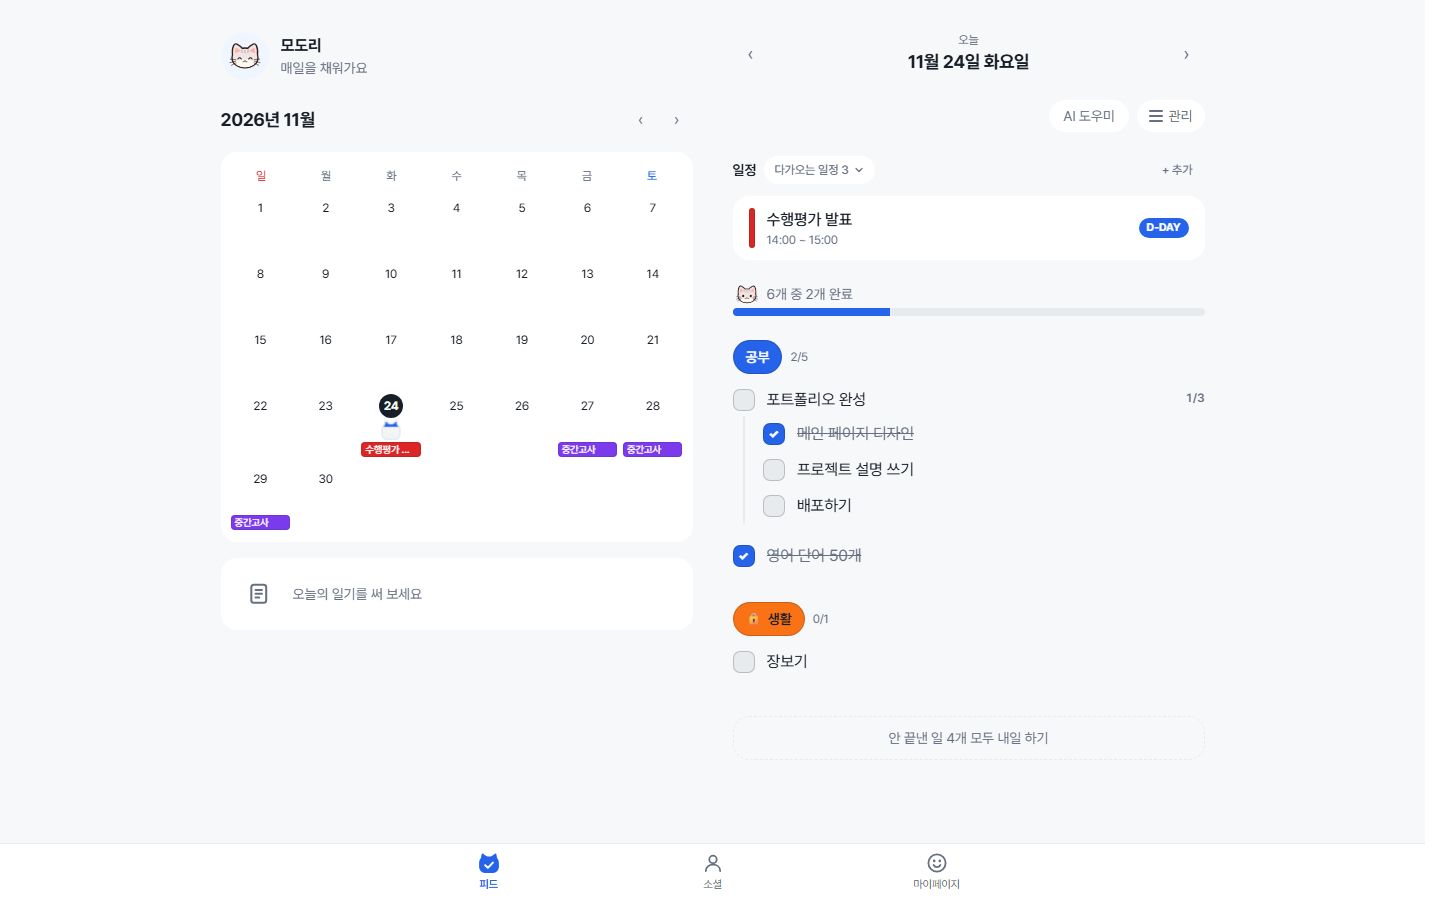 모도리
매일을 채워가요
2026년 11월
‹ ›
일 월 화 수 목 금 토
1 2 3 4 5 6 7
8 9 10 11 12 13 14
15 16 17 18 19 20 21
22 23 24 25 26 27 28
수행평가 ... 중간고사 중간고사
29 30
중간고사
오늘의 일기를 써 보세요
오늘
‹ 11월 24일 화요일 ›
AI 도우미 관리
일정 다가오는 일정 3 + 추가
수행평가 발표
14:00 – 15:00
D-DAY
6개 중 2개 완료
공부 2/5
포트폴리오 완성 1/3
메인 페이지 디자인
프로젝트 설명 쓰기
배포하기
영어 단어 50개
생활 0/1
장보기
안 끝낸 일 4개 모두 내일 하기
피드 소셜 마이페이지